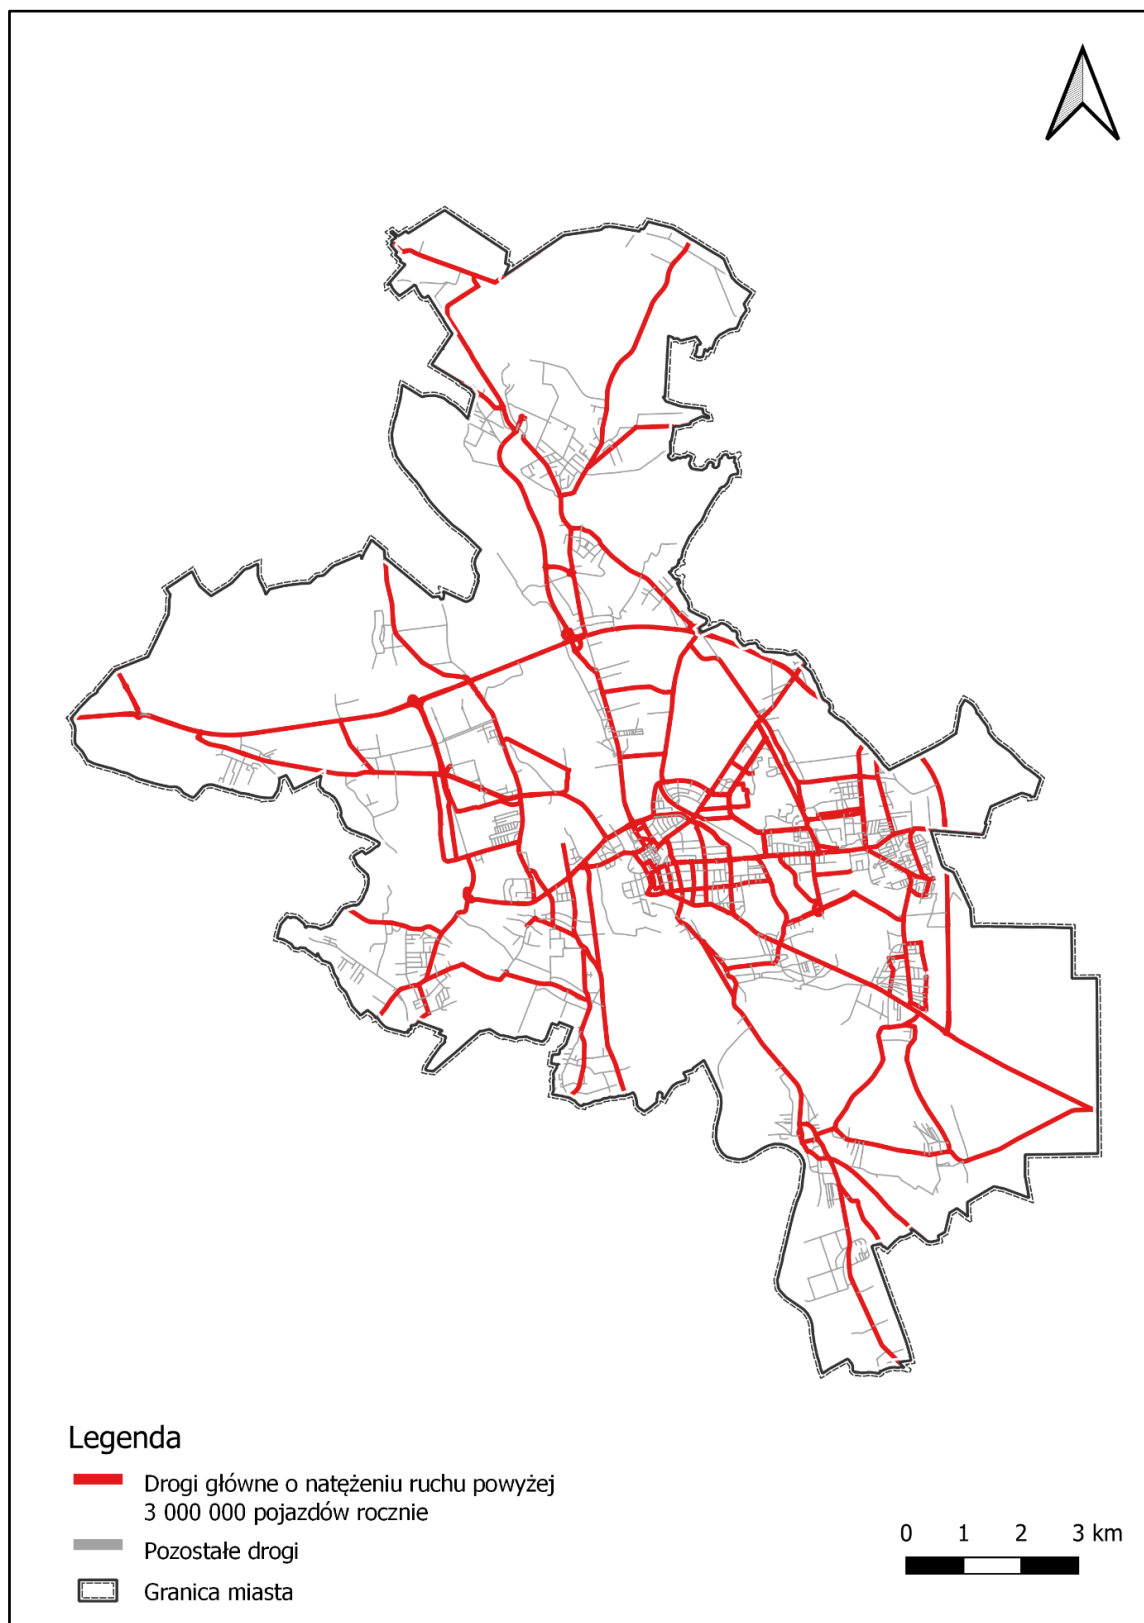 Legenda
Drogi główne o natężeniu ruchu powyżej
3 000 000 pojazdów rocznie
Pozostałe drogi
Granica miasta
0 1 2 3 km